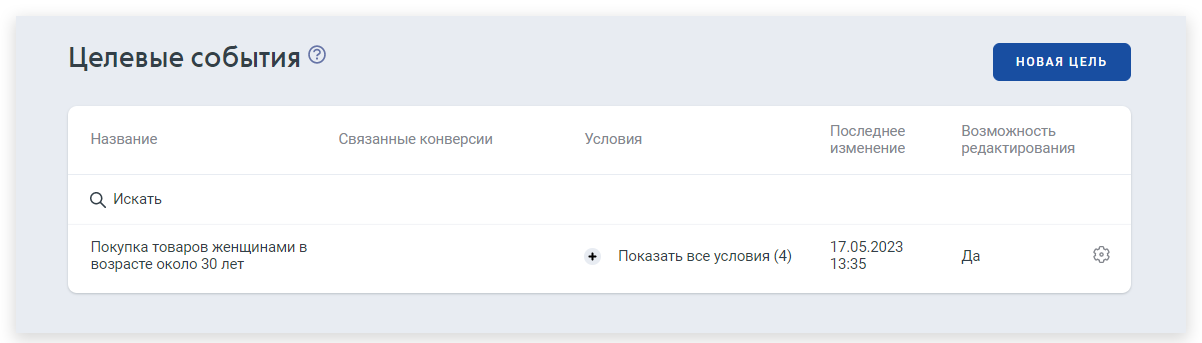 Целевые события
НОВАЯ ЦЕЛЬ
Название
Связанные конверсии
Условия
Последнее
изменение
Возможность
редактирования
Искать
Покупка товаров женщинами в
возрасте около 30 лет
Показать все условия (4)
17.05.2023
13:35
Да